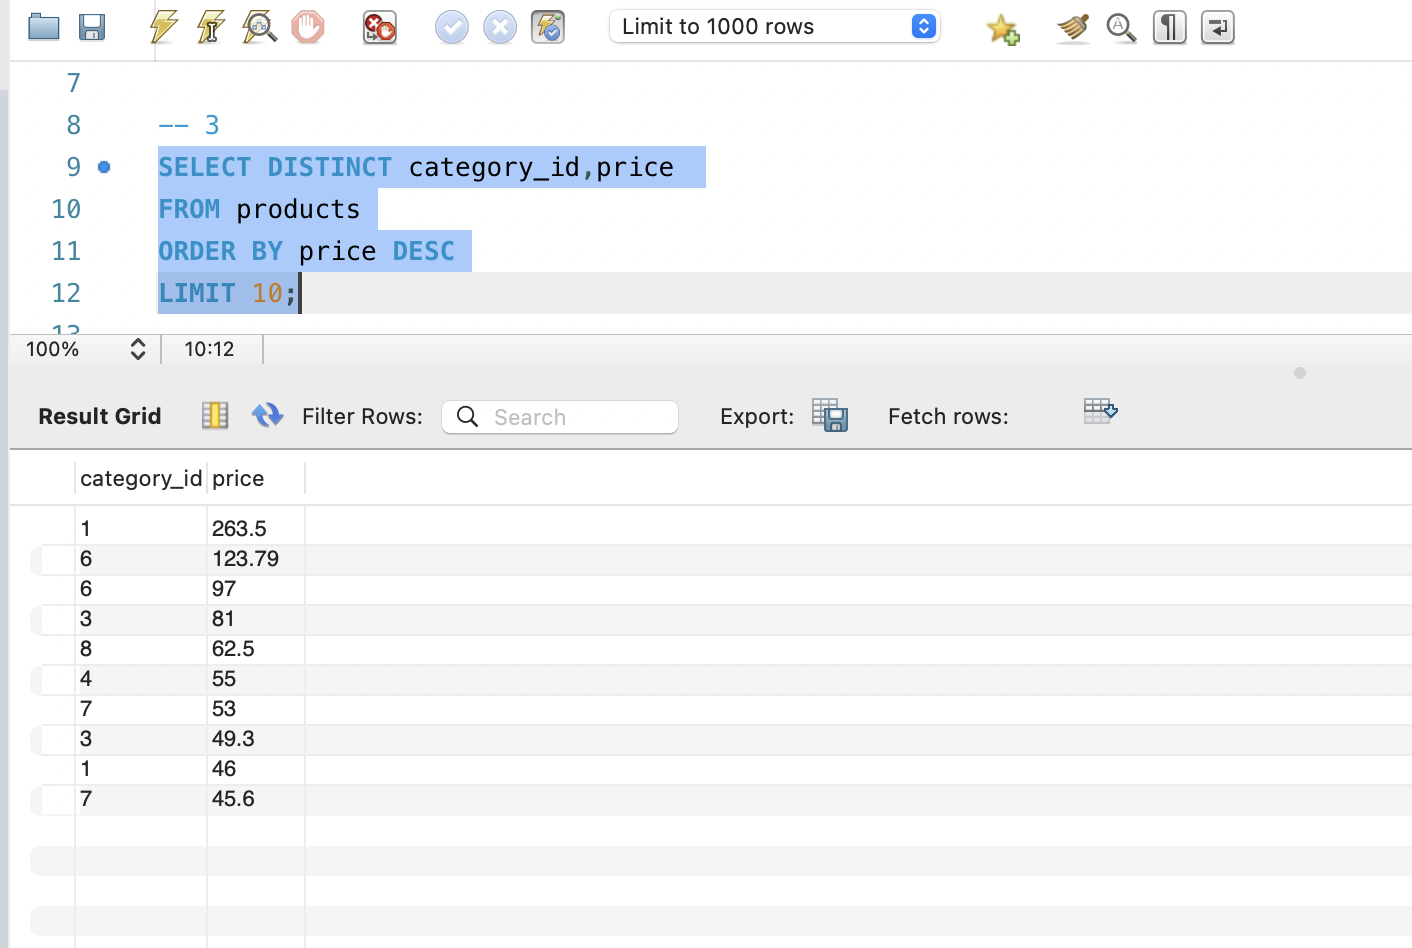 Limit to 1000 rows
7
8 -- 3
9 SELECT DISTINCT category_id,price
10 FROM products
11 ORDER BY price DESC
12 LIMIT 10;
13
100% 10:12
Result Grid Filter Rows: Search Export: Fetch rows:
category_id price
1 263.5
6 123.79
6 97
3 81
8 62.5
4 55
7 53
3 49.3
1 46
7 45.6